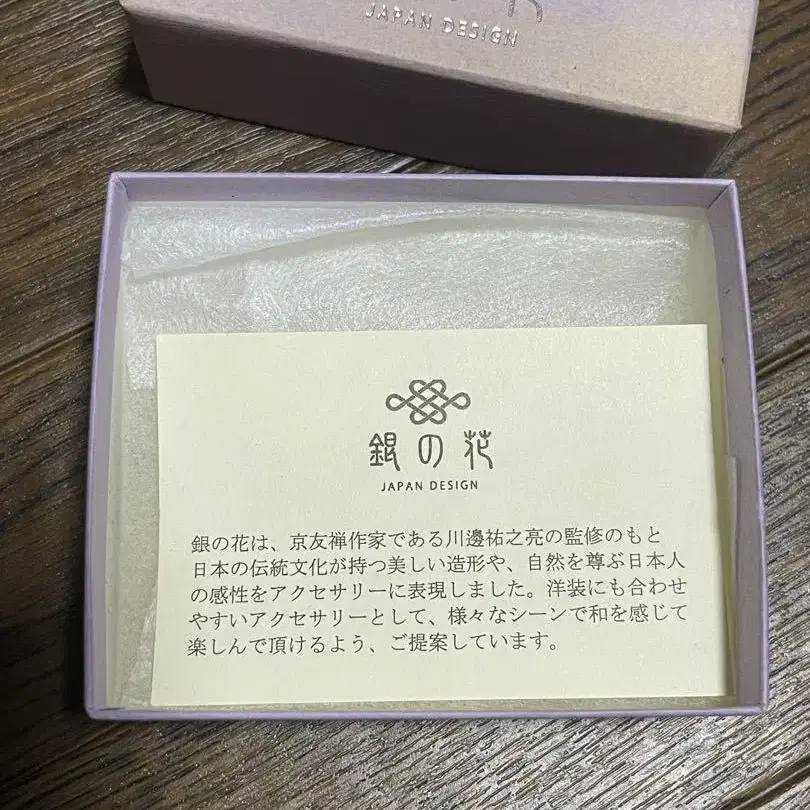 JAPAN DESIGN
銀の花
JAPAN DESIGN
銀の花は、京友禅作家である川邊祐之亮の監修のもと
日本の伝統文化が持つ美しい造形や、自然を尊ぶ日本人
の感性をアクセサリーに表現しました。洋装にも合わせ
やすいアクセサリーとして、様々なシーンで和を感じて
楽しんで頂けるよう、ご提案しています。